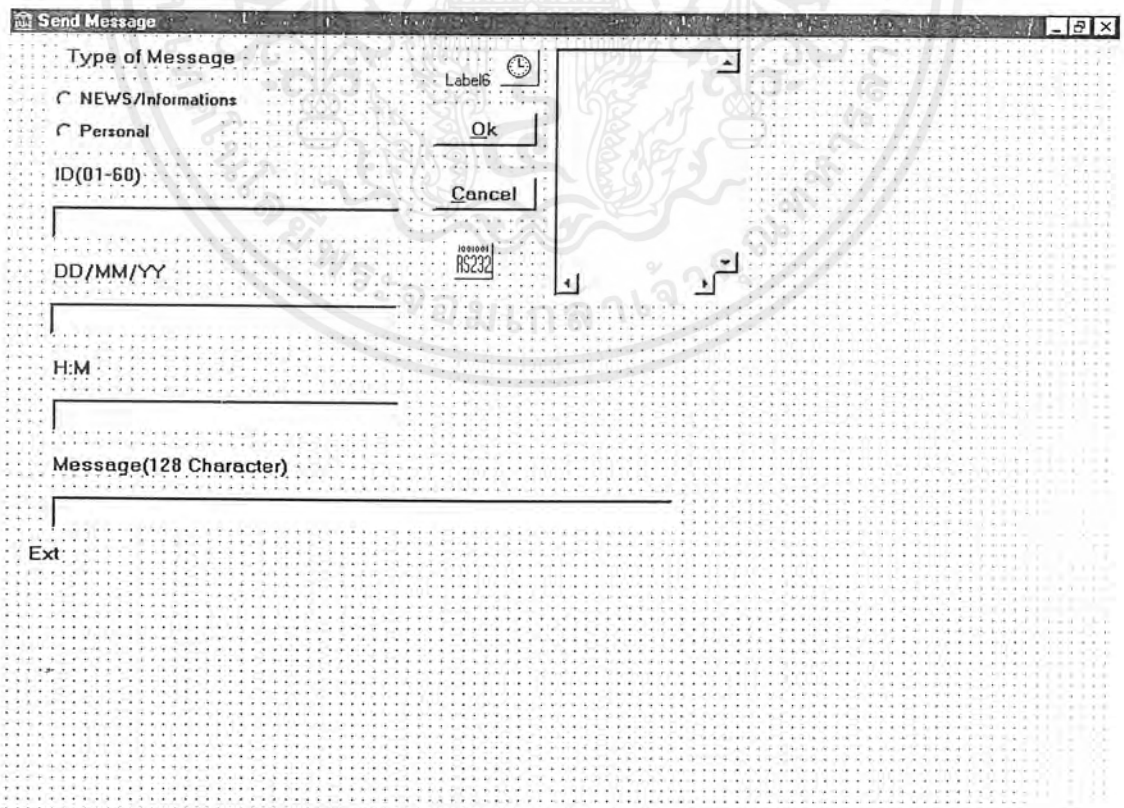 Send Message
Type of Message
NEWS/Informations
Personal
ID(01-60)
DD/MM/YY
H:M
Message(128 Character)
Ext
Label6
Ok
Cancel
1001001
RS232